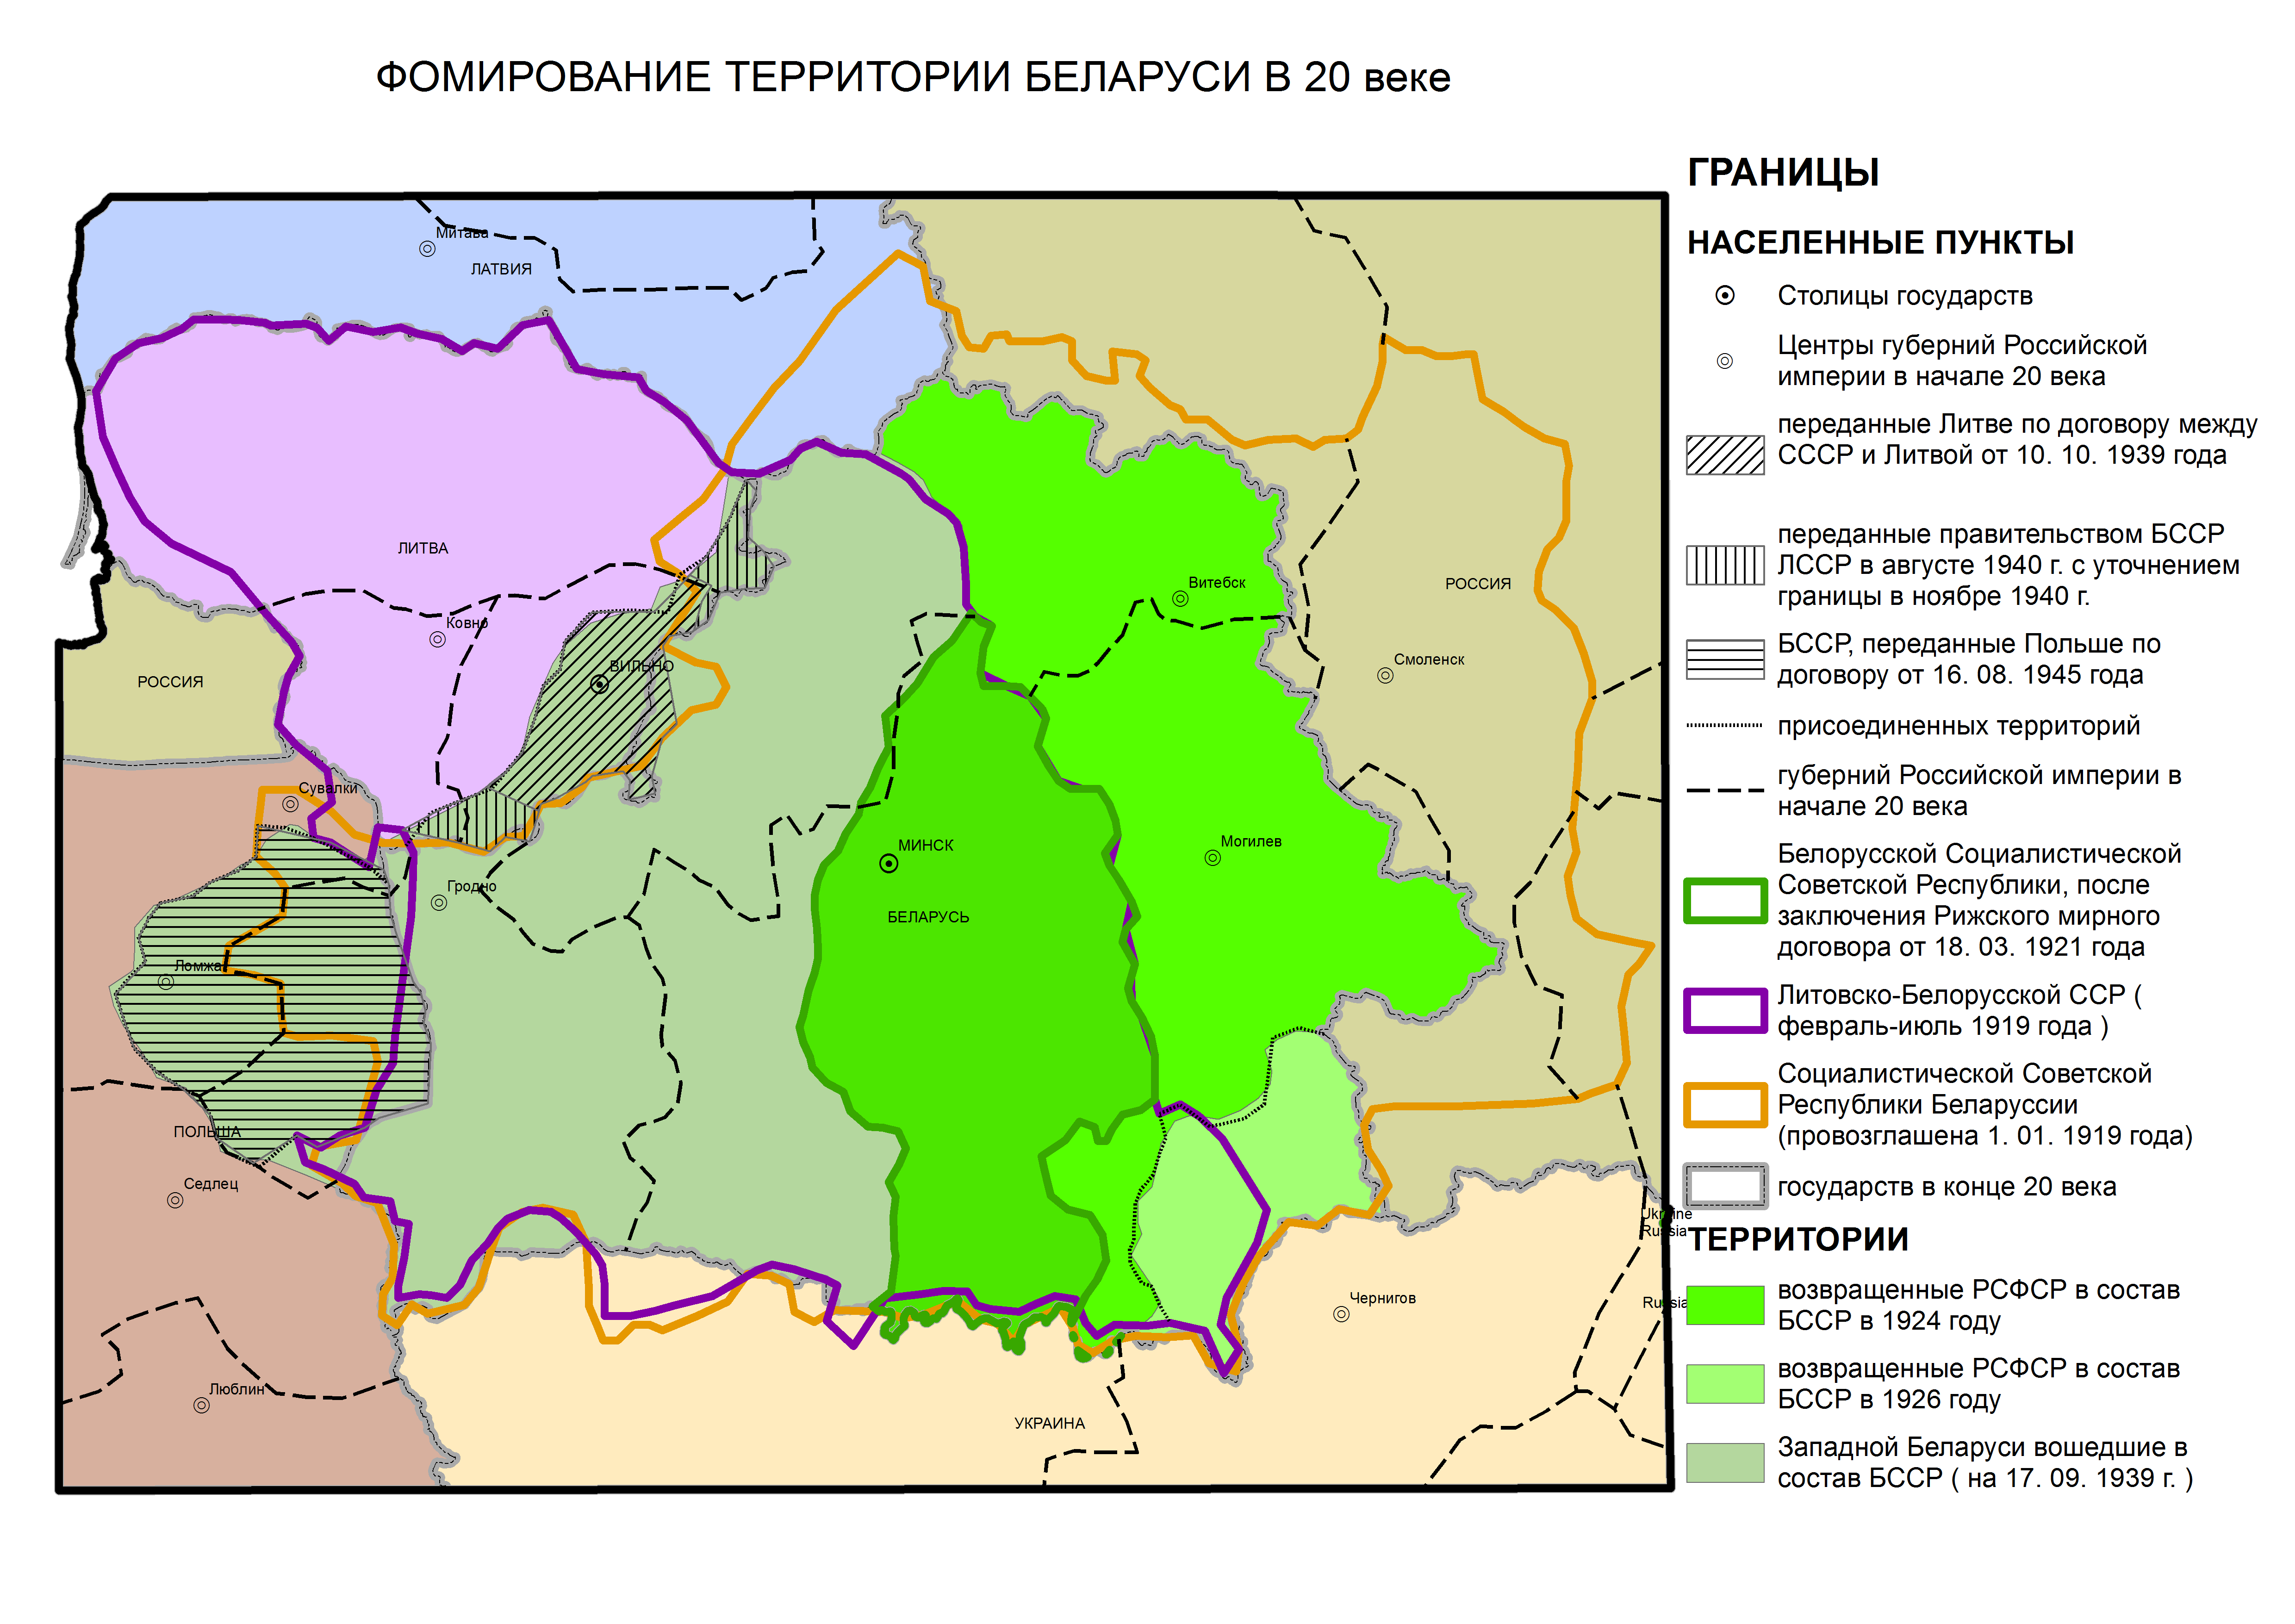 ФОМИРОВАНИЕ ТЕРРИТОРИИ БЕЛАРУСИ В 20 веке
Митава
ЛАТВИЯ
ЛИТВА
Витебск
РОССИЯ
Ковно
Смоленск
ВИЛЬНО
РОССИЯ
Сувалки
МИНСК
Могилев
Гродно
БЕЛАРУСЬ
Ломжа
ПОЛЬША
Седлец
Ukraine
Russia
Чернигов
Russia
Люблин
УКРАИНА
ГРАНИЦЫ
НАСЕЛЕННЫЕ ПУНКТЫ
Столицы государств
Центры губерний Российской
империи в начале 20 века
переданные Литве по договору между
СССР и Литвой от 10. 10. 1939 года
переданные правительством БССР
ЛССР в августе 1940 г. с уточнением
границы в ноябре 1940 г.
БССР, переданные Польше по
договору от 16. 08. 1945 года
присоединенных территорий
губерний Российской империи в
начале 20 века
Белорусской Социалистической
Советской Республики, после
заключения Рижского мирного
договора от 18. 03. 1921 года
Литовско-Белорусской ССР (
февраль-июль 1919 года )
Социалистической Советской
Республики Беларуссии
(провозглашена 1. 01. 1919 года)
государств в конце 20 века
ТЕРРИТОРИИ
возвращенные РСФСР в состав
БССР в 1924 году
возвращенные РСФСР в состав
БССР в 1926 году
Западной Беларуси вошедшие в
состав БССР ( на 17. 09. 1939 г. )